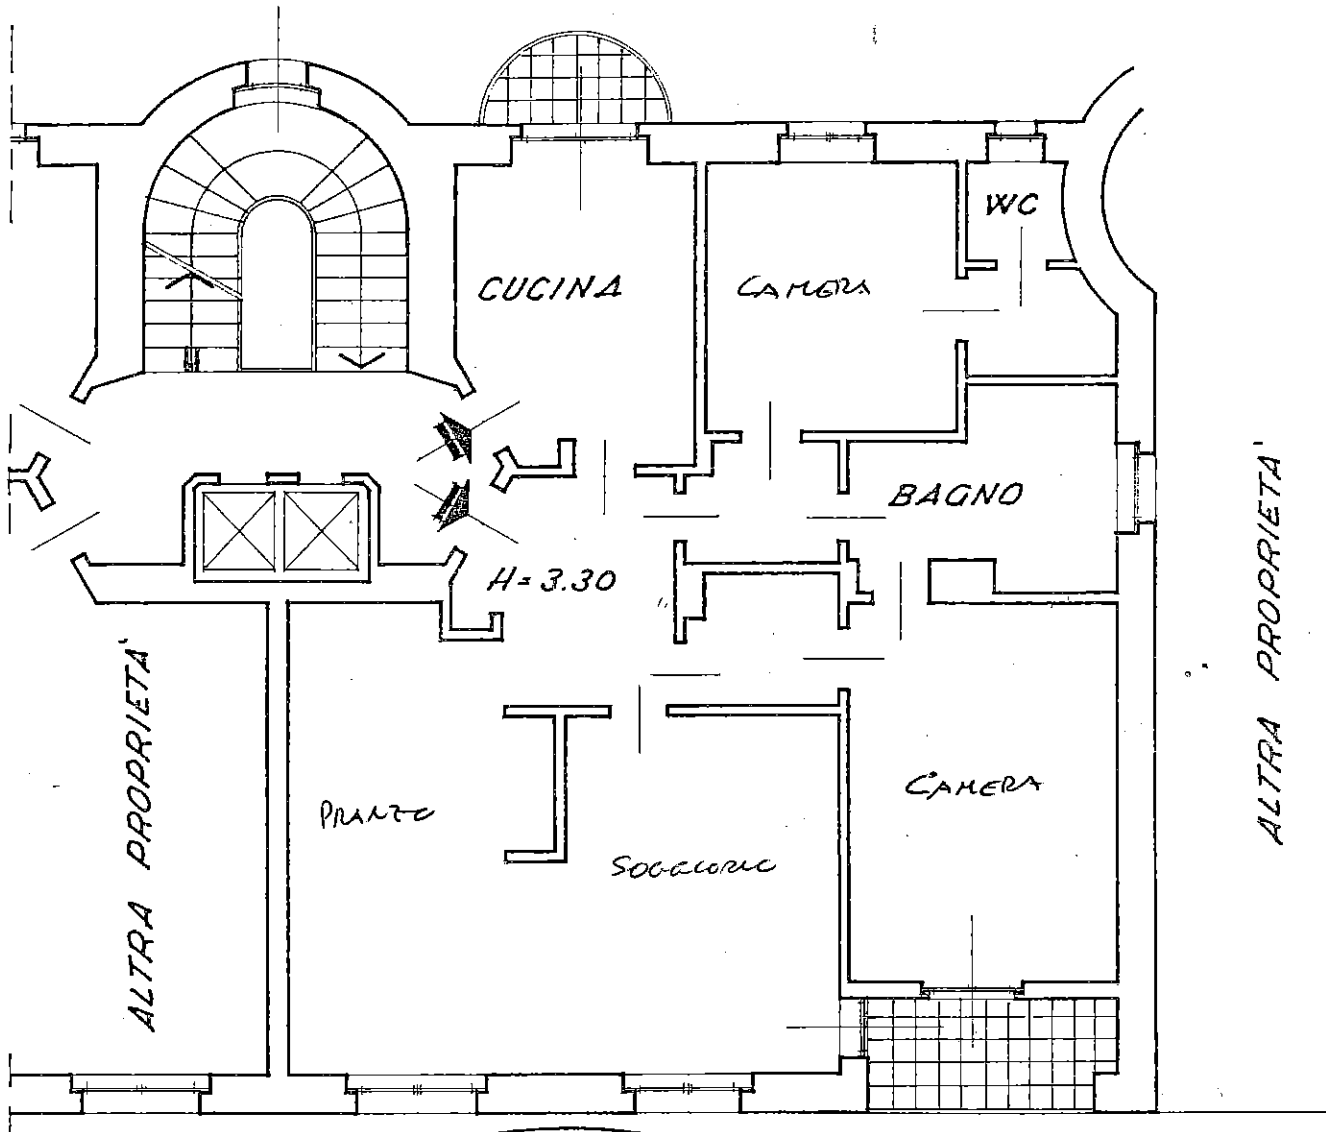 WC
CUCINA
CAMERA
BAGNO
H=3.30
ALTRA PROPRIETA'
ALTRA PROPRIETA'
PRANZO
CAMERA
SOGGIORNO